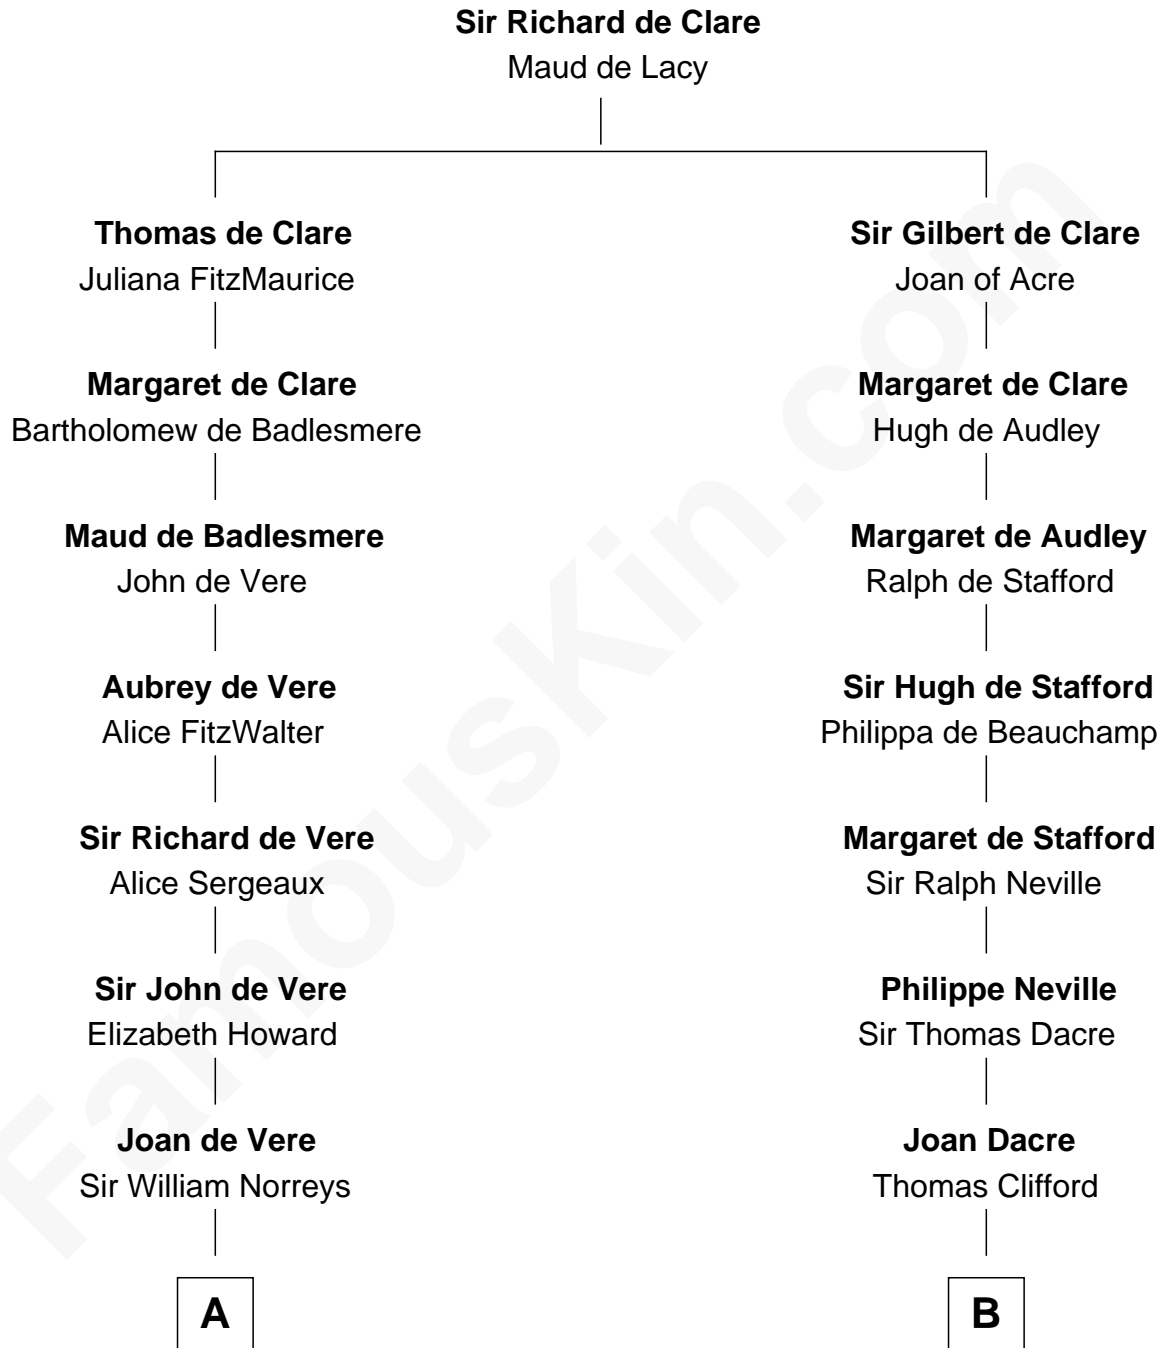 Sir Richard de Clare
Maud de Lacy
Thomas de Clare
Juliana FitzMaurice
Sir Gilbert de Clare
Joan of Acre
Margaret de Clare
Bartholomew de Badlesmere
Margaret de Clare
Hugh de Audley
Maud de Badlesmere
John de Vere
Margaret de Audley
Ralph de Stafford
Aubrey de Vere
Alice FitzWalter
Sir Hugh de Stafford
Philippa de Beauchamp
Sir Richard de Vere
Alice Sergeaux
Margaret de Stafford
Sir Ralph Neville
Sir John de Vere
Elizabeth Howard
Philippe Neville
Sir Thomas Dacre
Joan de Vere
Sir William Norreys
Joan Dacre
Thomas Clifford
A
B
FamousKin.com